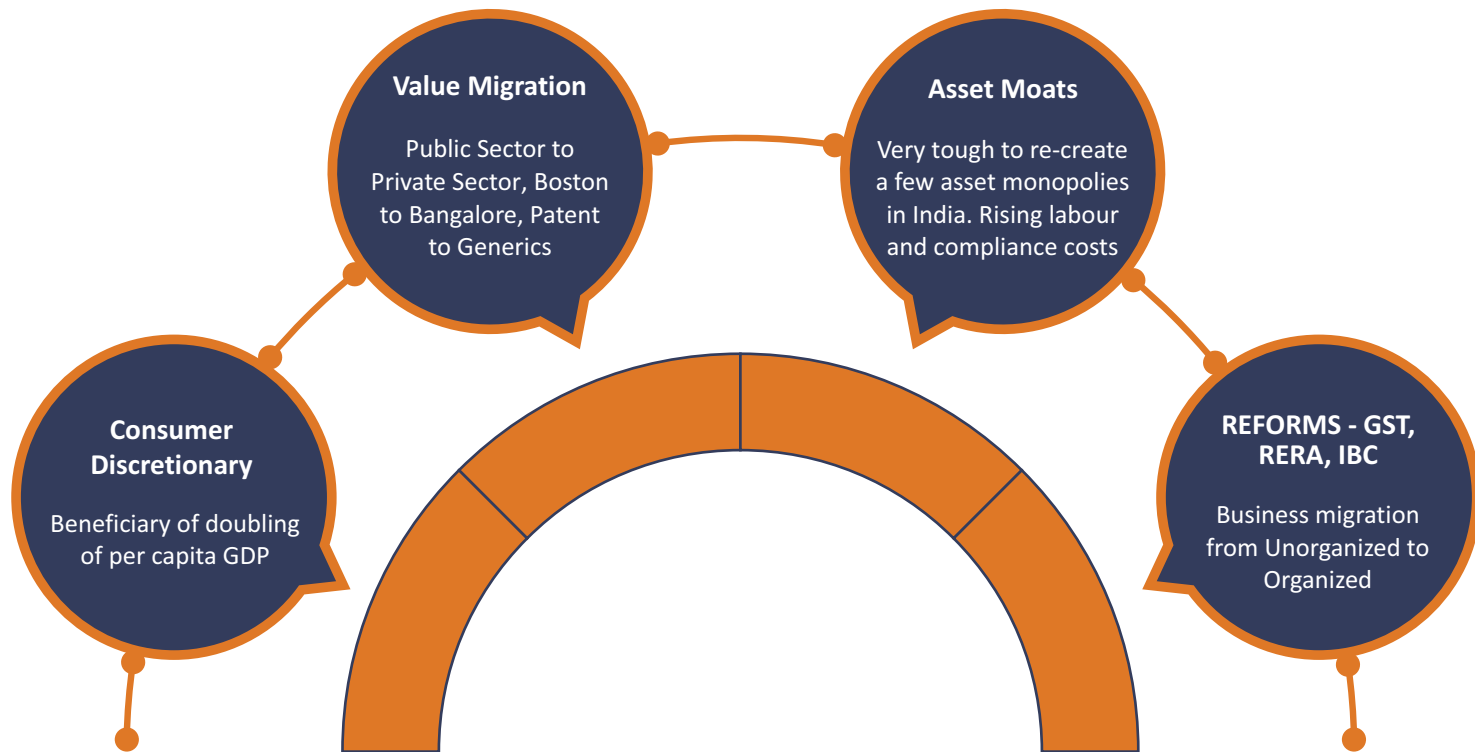 Value Migration
Public Sector to
Private Sector, Boston
to Bangalore, Patent
to Generics
Asset Moats
Very tough to re-create
a few asset monopolies
in India. Rising labour
and compliance costs
Consumer
Discretionary
Beneficiary of doubling
of per capita GDP
REFORMS - GST,
RERA, IBC
Business migration
from Unorganized to
Organized